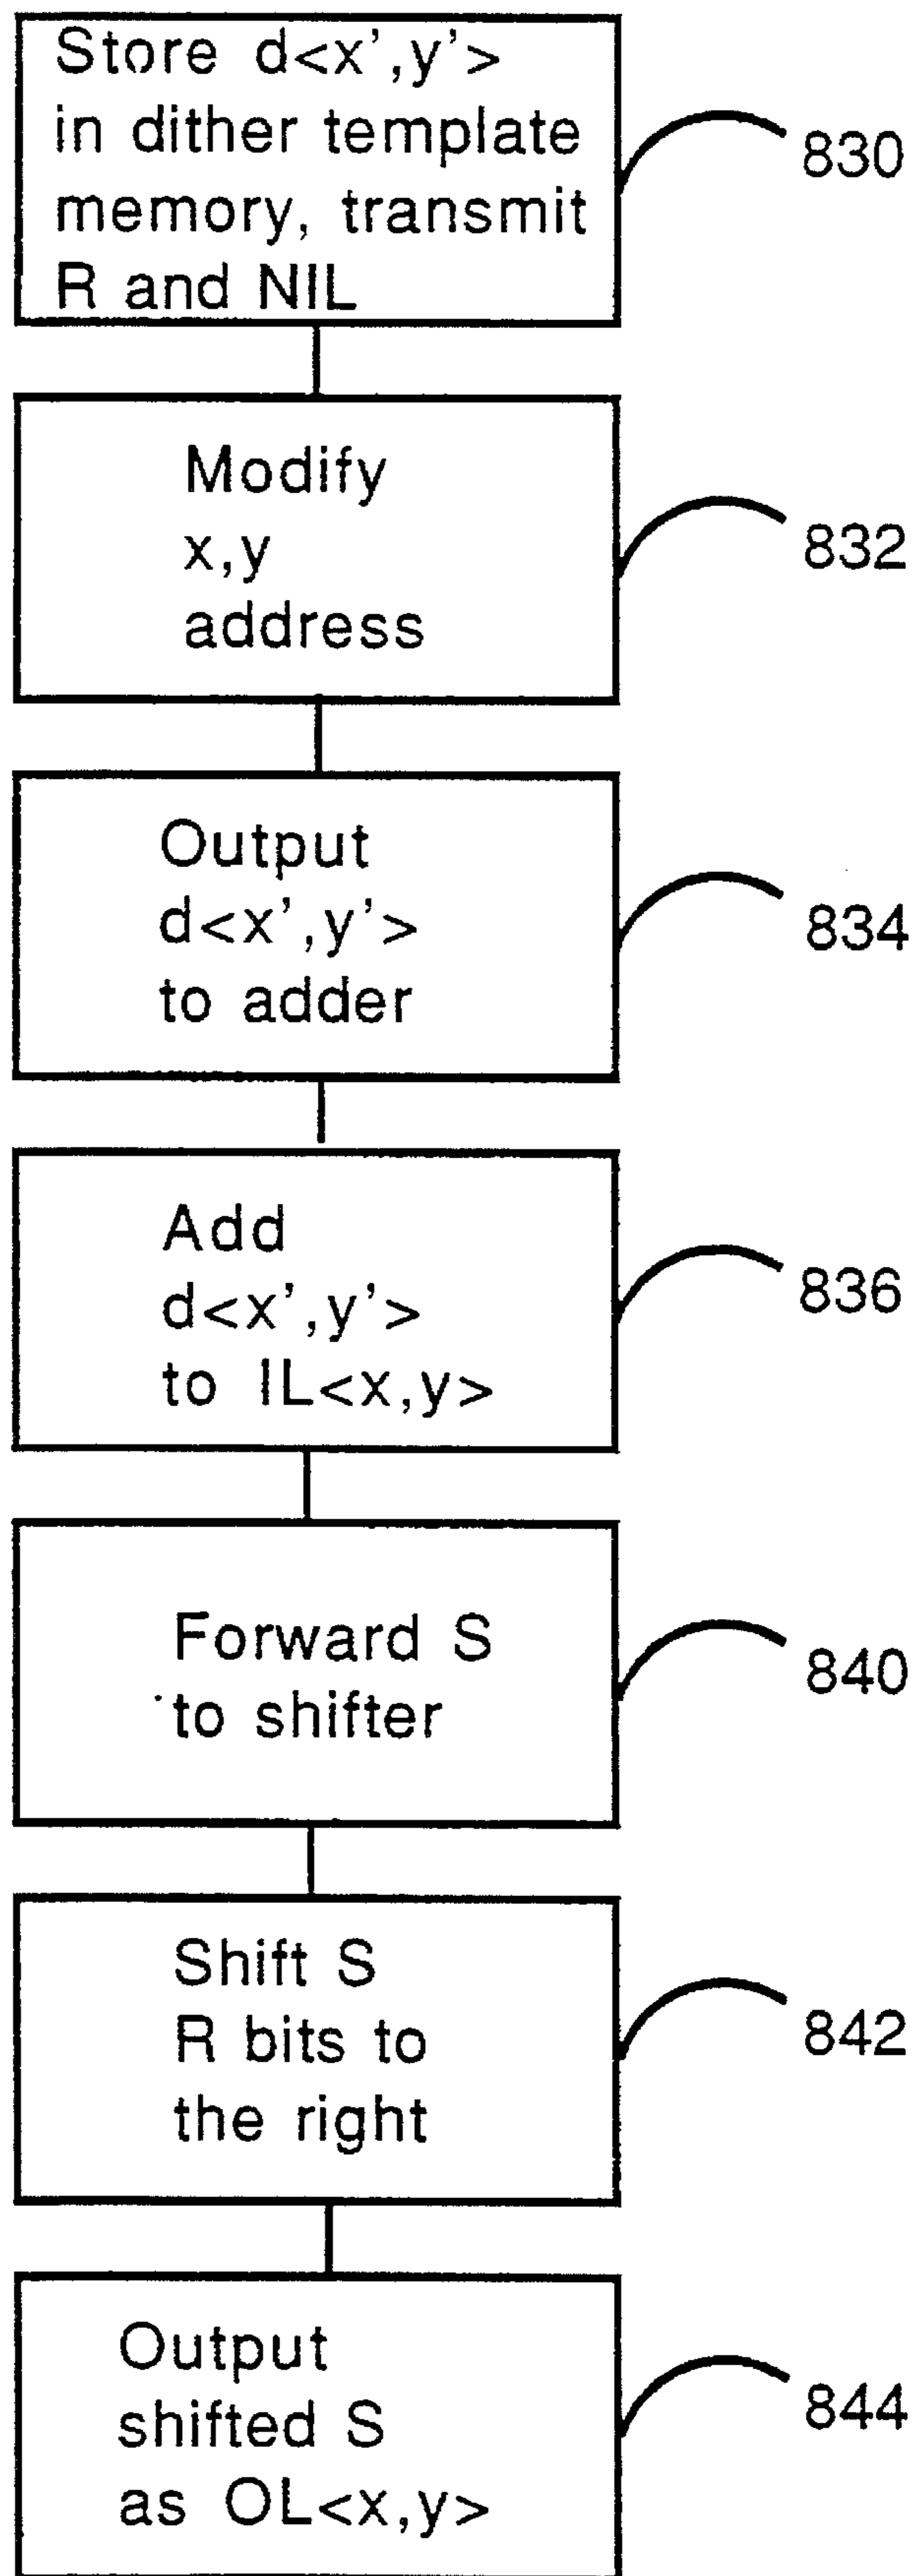 Store d<x',y'>
in dither template
memory, transmit
R and NIL
830
Modify
x,y
address
832
Output
d<x',y'>
to adder
834
Add
d<x',y'>
to IL<x,y>
836
Forward S
to shifter
840
Shift S
R bits to
the right
842
Output
shifted S
as OL<x,y>
844